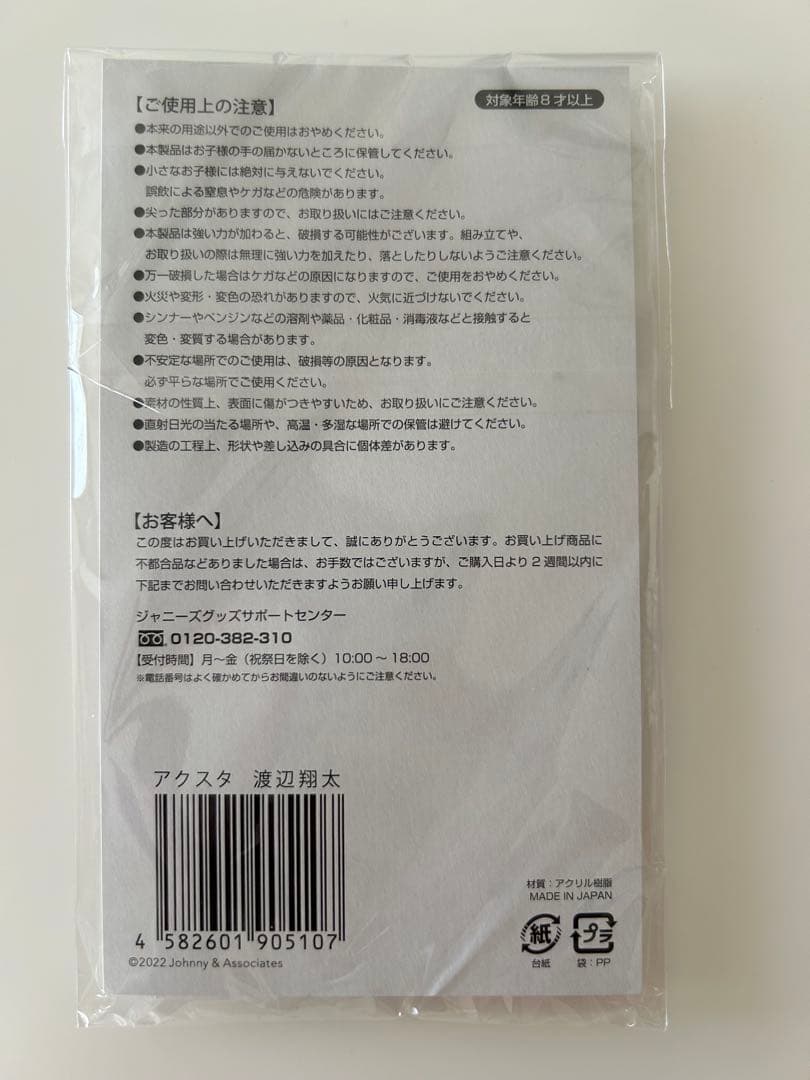 【ご使用上の注意】
対象年齢8才以上
●本来の用途以外でのご使用はおやめください。
●本製品はお子様の手の届かないところに保管してください。
●小さなお子様には絶対に与えないでください。
誤飲による窒息やケガなどの危険があります。
●尖った部分がありますので、お取り扱いにはご注意ください。
●本製品は強い力が加わると、破損する可能性がございます。組み立てや、
お取り扱いの際は無理に強い力を加えたり、落としたりしないようご注意ください。
●万一破損した場合はケガなどの原因になりますので、ご使用をおやめください。
●火災や変形・変色の恐れがありますので、火気に近づけないでください。
●シンナーやベンジンなどの溶剤や薬品・化粧品・消毒液などと接触すると
変色・変質する場合があります。
●不安定な場所でのご使用は、破損等の原因となります。
必ず平らな場所でご使用ください。
●素材の性質上、表面に傷がつきやすいため、お取り扱いにご注意ください。
●直射日光の当たる場所や、高温・多湿な場所での保管は避けてください。
●製造の工程上、形状や差し込みの具合に個体差があります。
【お客様へ】
この度はお買い上げいただきまして、誠にありがとうございます。お買い上げ商品に
不都合品などありました場合は、お手数ではございますが、ご購入日より2週間以内に
下記までお問い合わせいただきますようお願い申し上げます。
ジャニーズグッズサポートセンター
0120-382-310
【受付時間】月〜金（祝祭日を除く）10:00〜18:00
※電話番号はよく確かめてからお間違いのないようにご注意ください。
アクスタ 渡辺翔太
4 582601 905107
©2022 Johnny & Associates
材質：アクリル樹脂
MADE IN JAPAN
紙
プラ
台紙
袋：PP